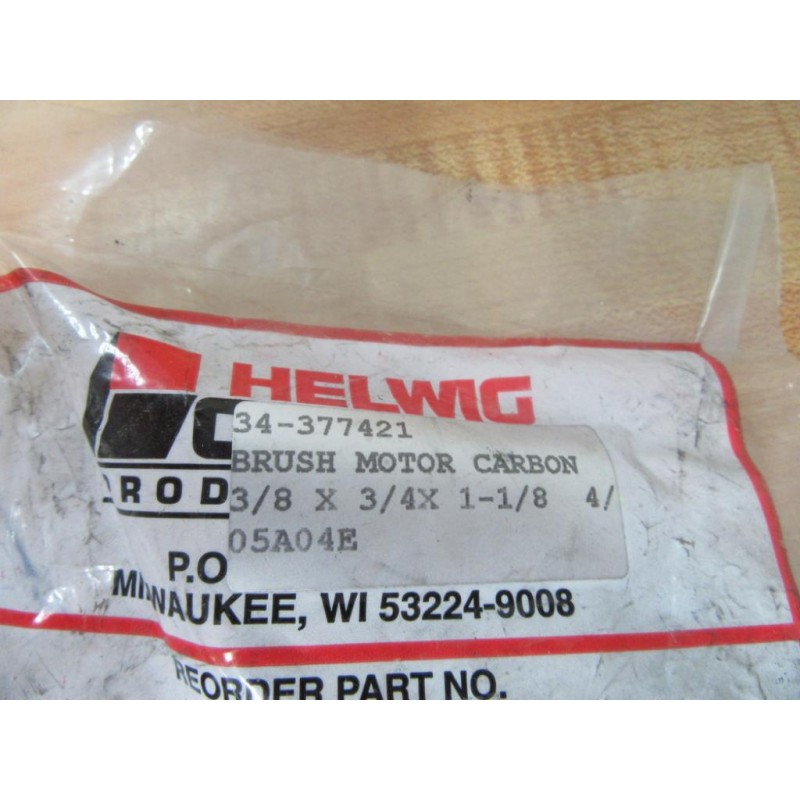 HELWIG
C
34-377421
BRUSH MOTOR CARBON
PROD
3/8 X 3/4X 1-1/8 4/
05A04E
P.O
MILWAUKEE, WI 53224-9008
REORDER PART NO.